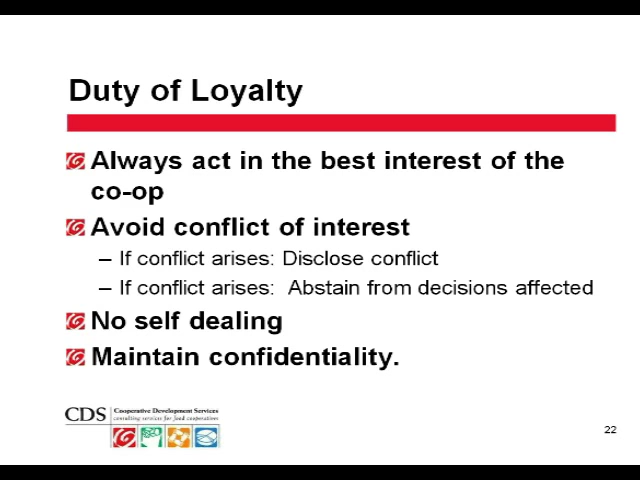 Duty of Loyalty
Always act in the best interest of the
co-op
Avoid conflict of interest
– If conflict arises: Disclose conflict
– If conflict arises:  Abstain from decisions affected
No self dealing
Maintain confidentiality.
CDS Cooperative Development Services
consulting services for food cooperatives
22